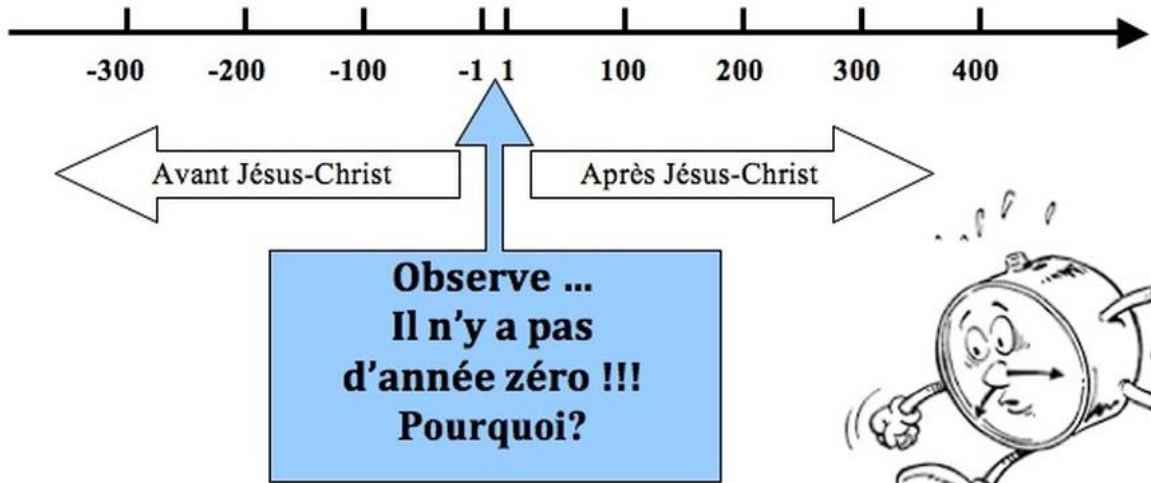 -300 -200 -100 -1 1 100 200 300 400
Avant Jésus-Christ
Après Jésus-Christ
Observe ...
Il n'y a pas
d'année zéro !!!
Pourquoi?